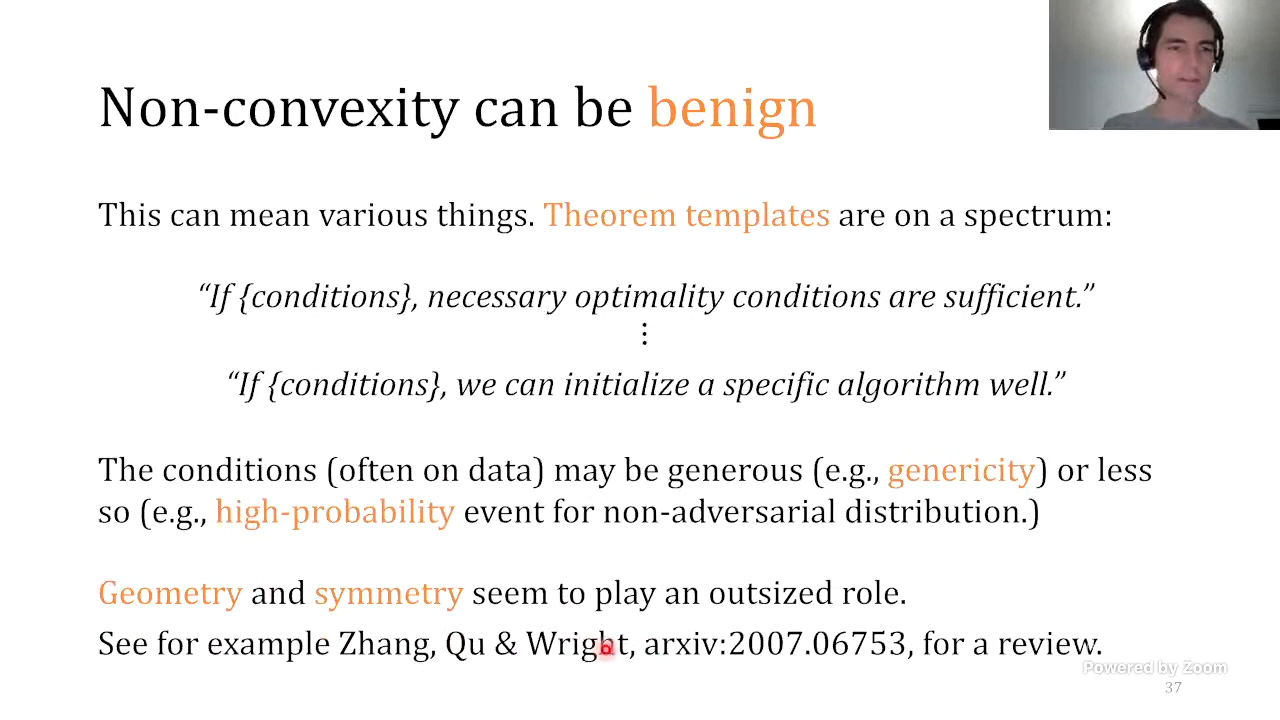 Non-convexity can be benign
This can mean various things. Theorem templates are on a spectrum:
“If {conditions}, necessary optimality conditions are sufficient.”
⋮
“If {conditions}, we can initialize a specific algorithm well.”
The conditions (often on data) may be generous (e.g., genericity) or less
so (e.g., high-probability event for non-adversarial distribution.)
Geometry and symmetry seem to play an outsized role.
See for example Zhang, Qu & Wright, arxiv:2007.06753, for a review.
Powered by Zoom
37